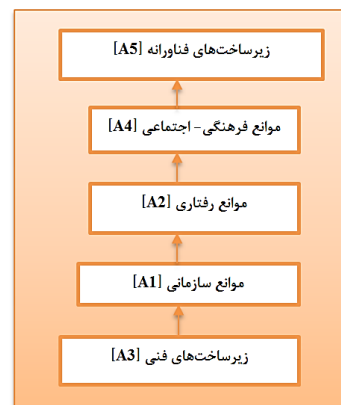 زیرساخت‌های فناورانه [A5]
موانع فرهنگی- اجتماعی [A4]
موانع رفتاری [A2]
موانع سازمانی [A1]
زیرساخت‌های فنی [A3]